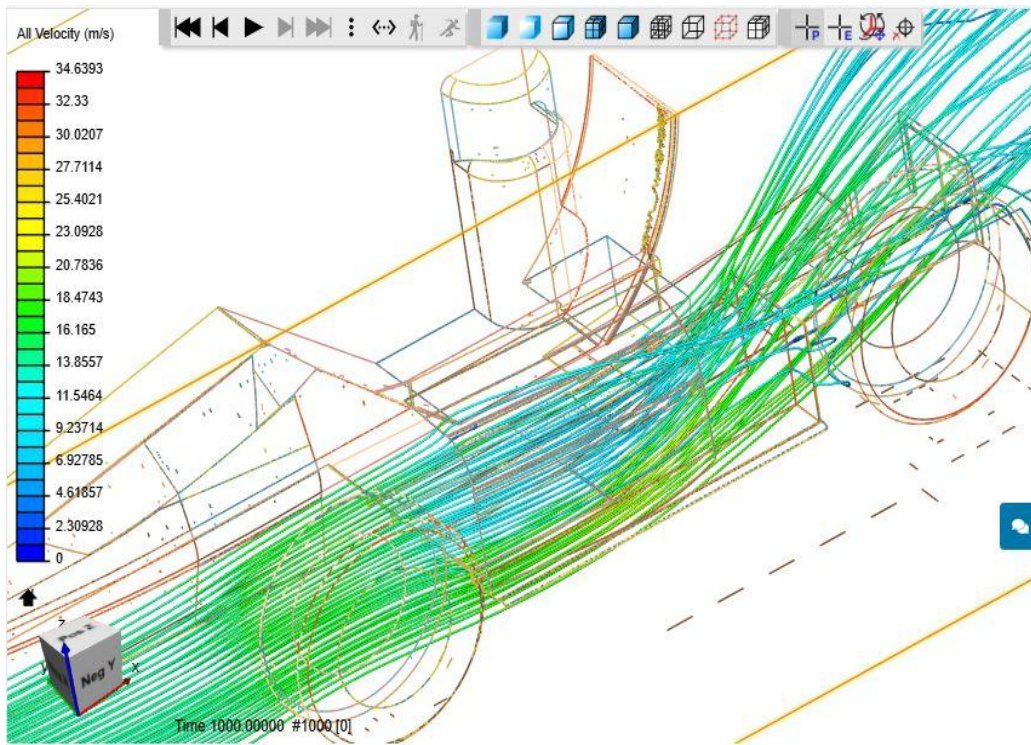 All Velocity (m/s)
34.6393
32.33
30.0207
27.7114
25.4021
23.0928
20.7836
18.4743
16.165
13.8557
11.5464
9.23714
6.92785
4.61857
2.30928
0
P
E
Z
Pos Z
Neg Y
X
Time 1000.00000 #1000 [0]